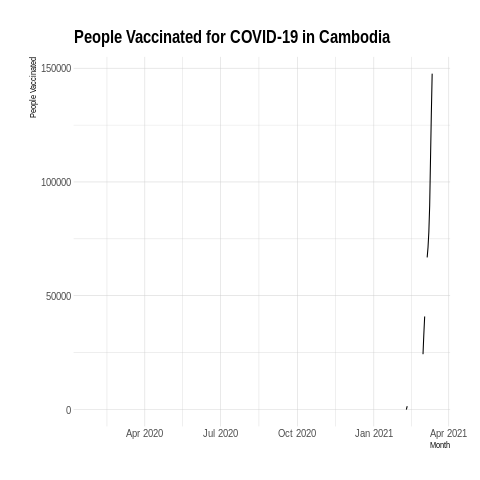 People Vaccinated for COVID-19 in Cambodia
People Vaccinated
150000
100000
50000
0
Apr 2020 Jul 2020 Oct 2020 Jan 2021 Apr 2021
Month